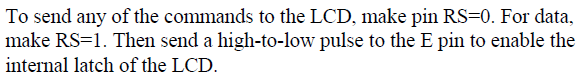 To send any of the commands to the LCD, make pin RS=0. For data,
make RS=1. Then send a high-to-low pulse to the E pin to enable the
internal latch of the LCD.